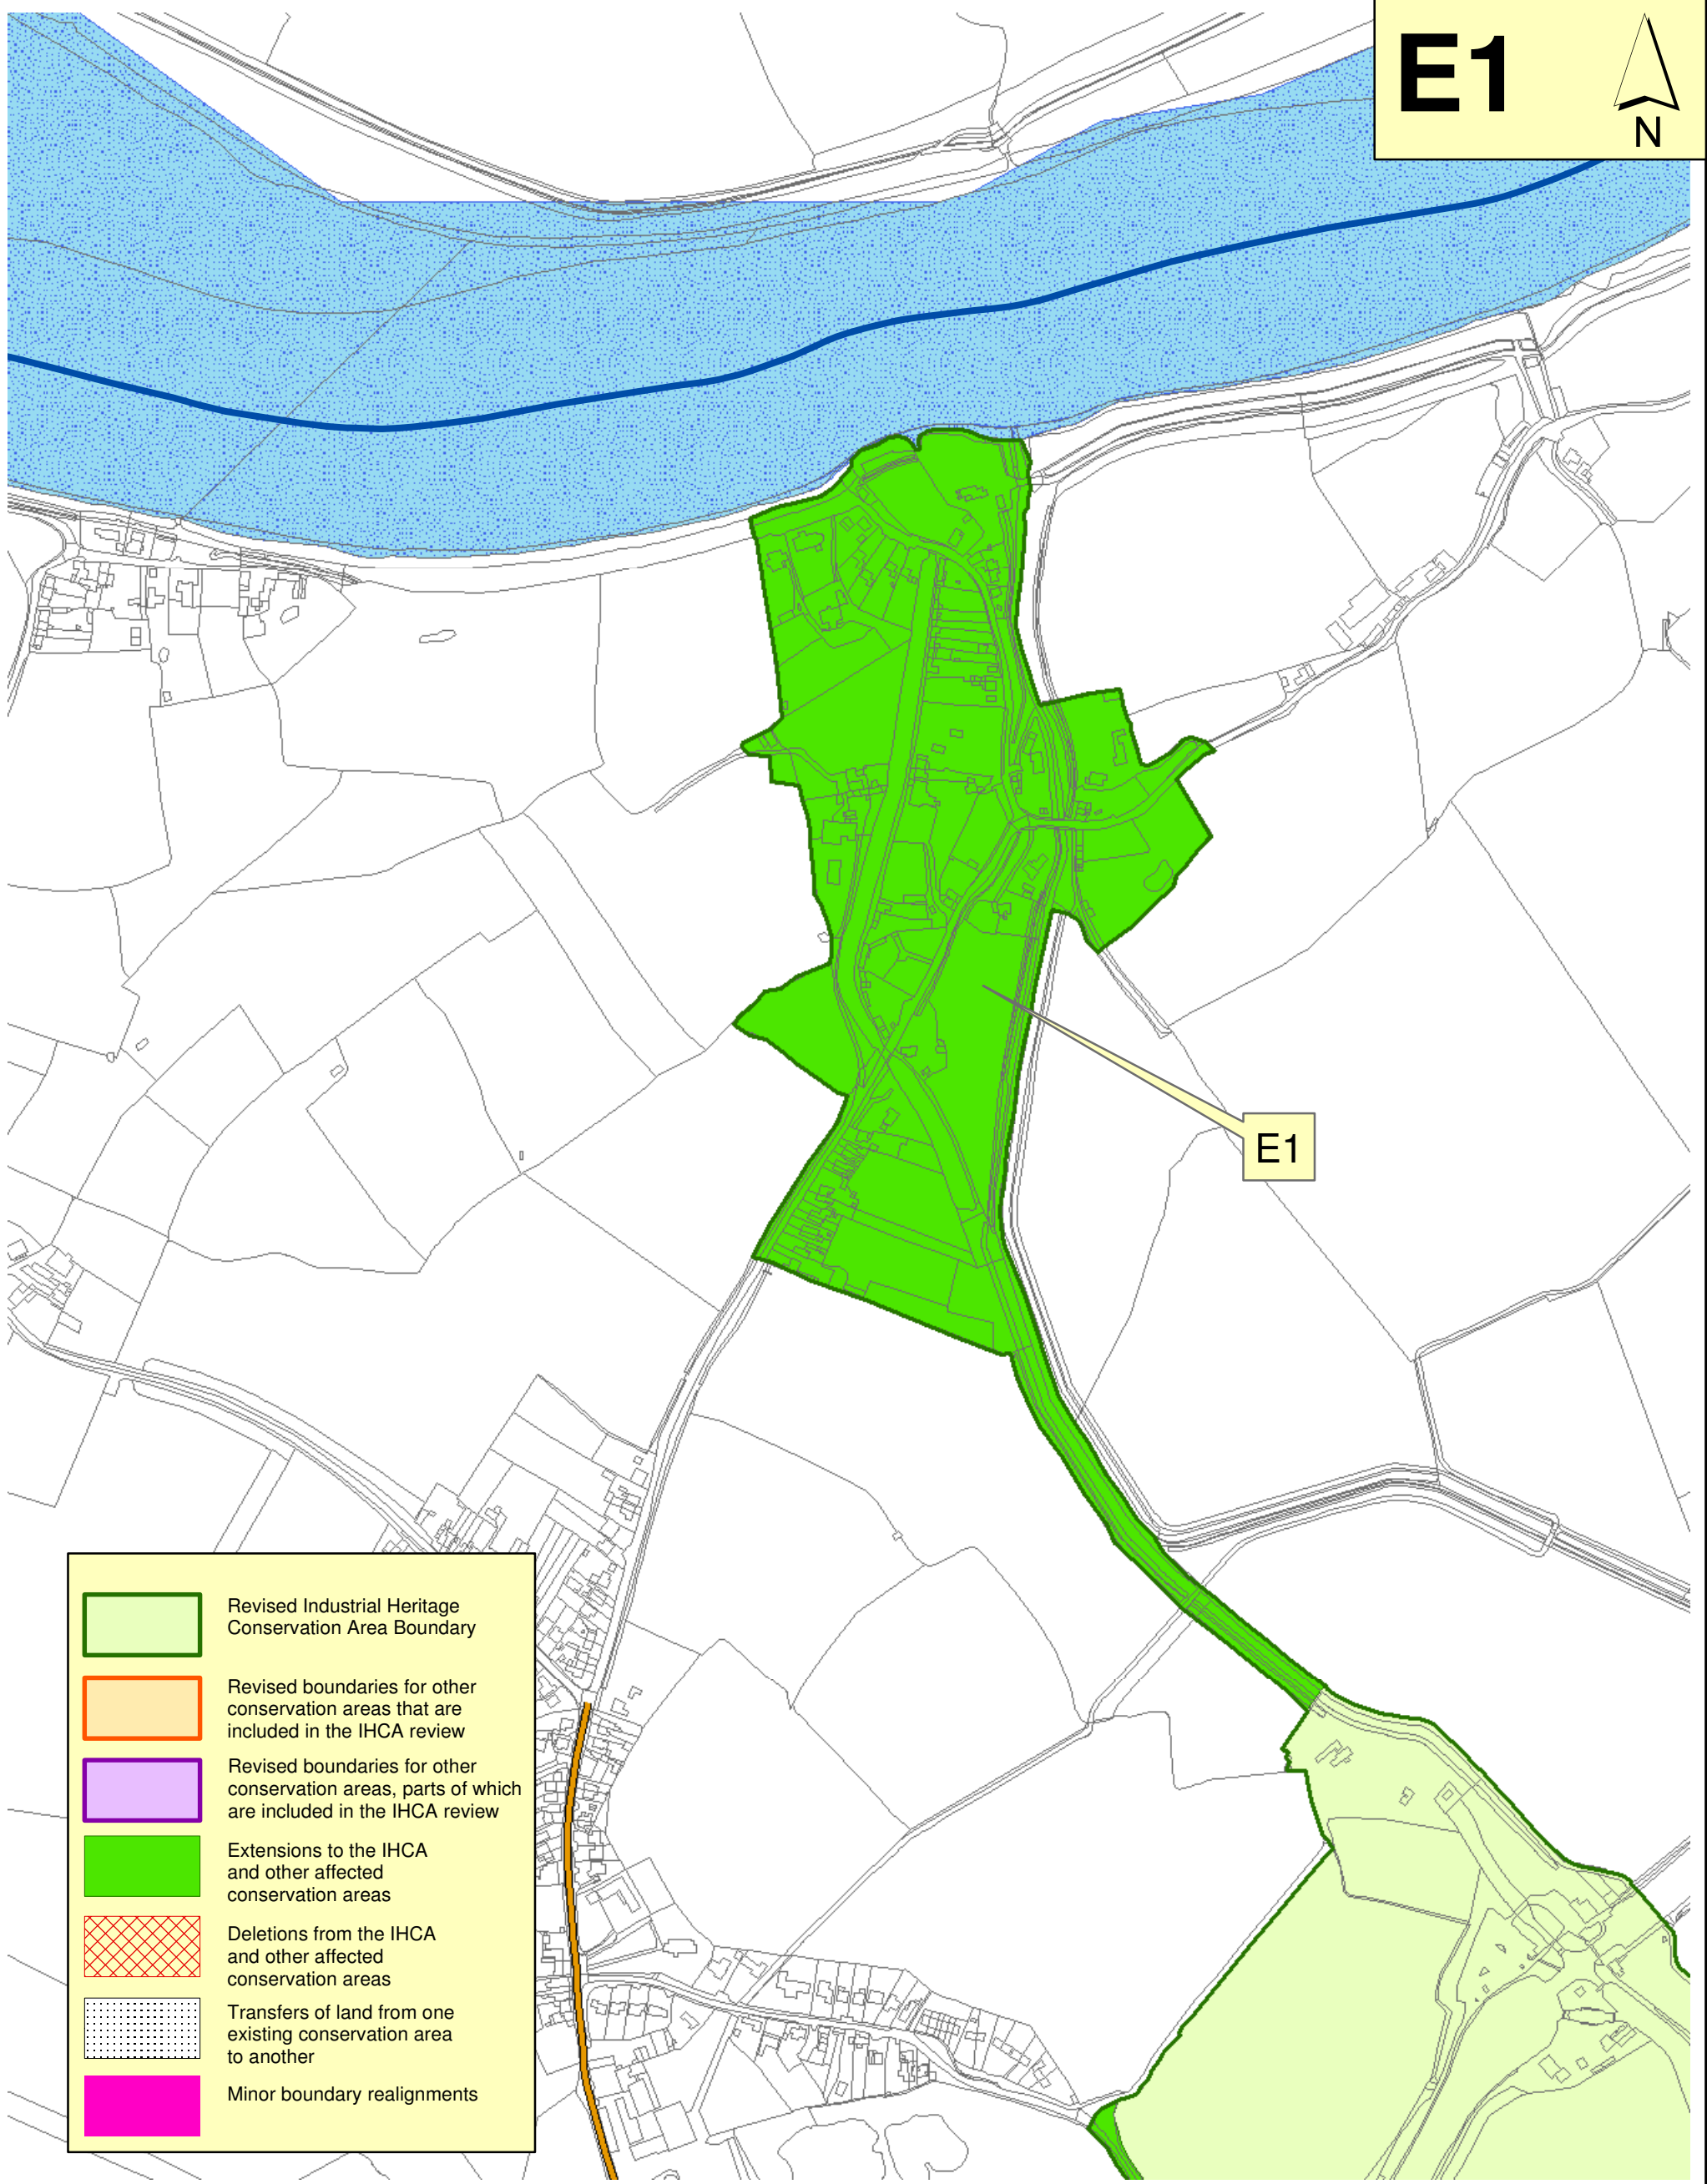 E1
N
E1
Revised Industrial Heritage
Conservation Area Boundary
Revised boundaries for other
conservation areas that are
included in the IHCA review
Revised boundaries for other
conservation areas, parts of which
are included in the IHCA review
Extensions to the IHCA
and other affected
conservation areas
Deletions from the IHCA
and other affected
conservation areas
Transfers of land from one
existing conservation area
to another
Minor boundary realignments